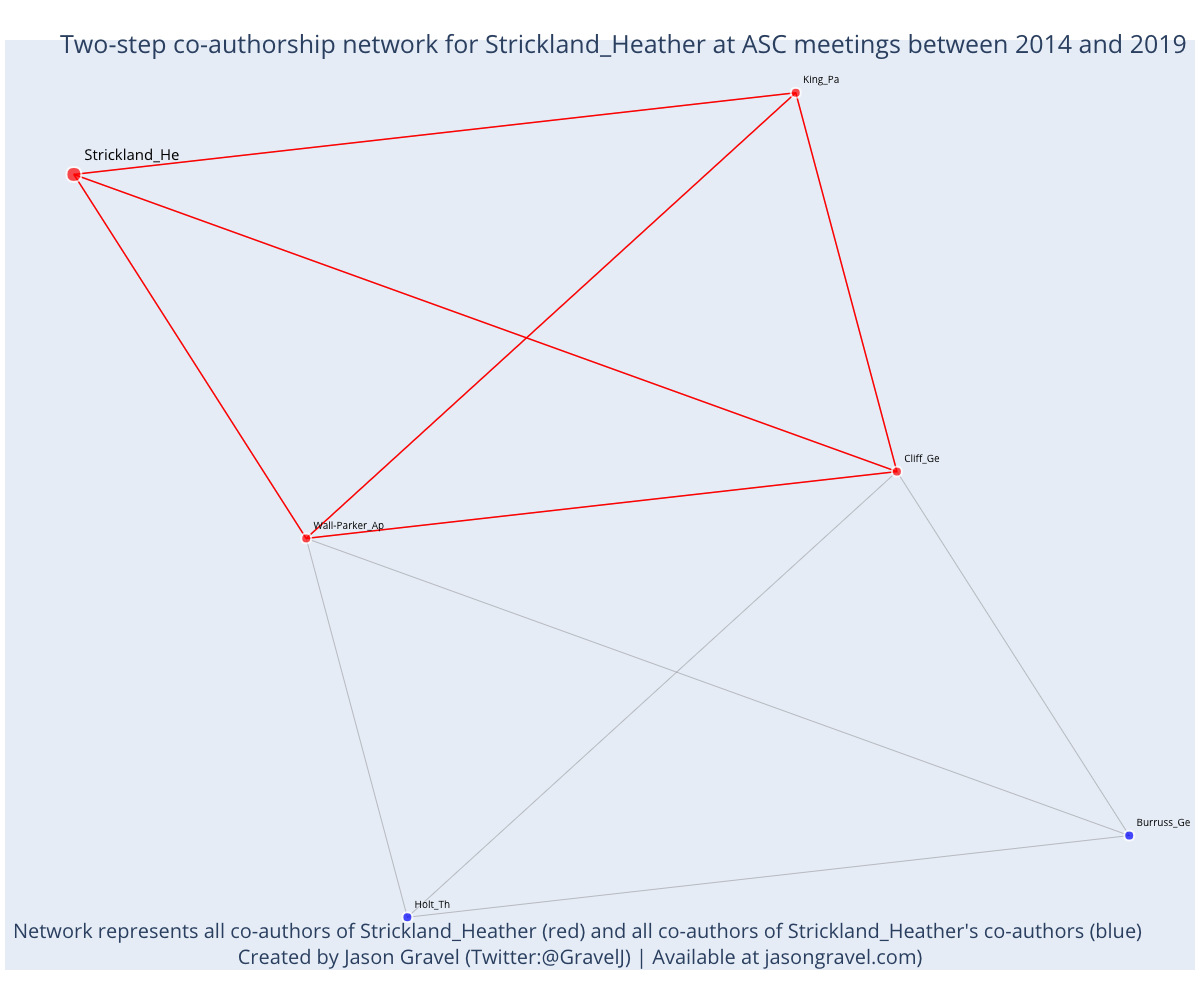 Two-step co-authorship network for Strickland_Heather at ASC meetings between 2014 and 2019
King_Pa
Strickland_He
Cliff_Ge
Wall-Parker_Ap
Burruss_Ge
Holt_Th
Network represents all co-authors of Strickland_Heather (red) and all co-authors of Strickland_Heather's co-authors (blue)
Created by Jason Gravel (Twitter:@GravelJ) | Available at jasongravel.com)